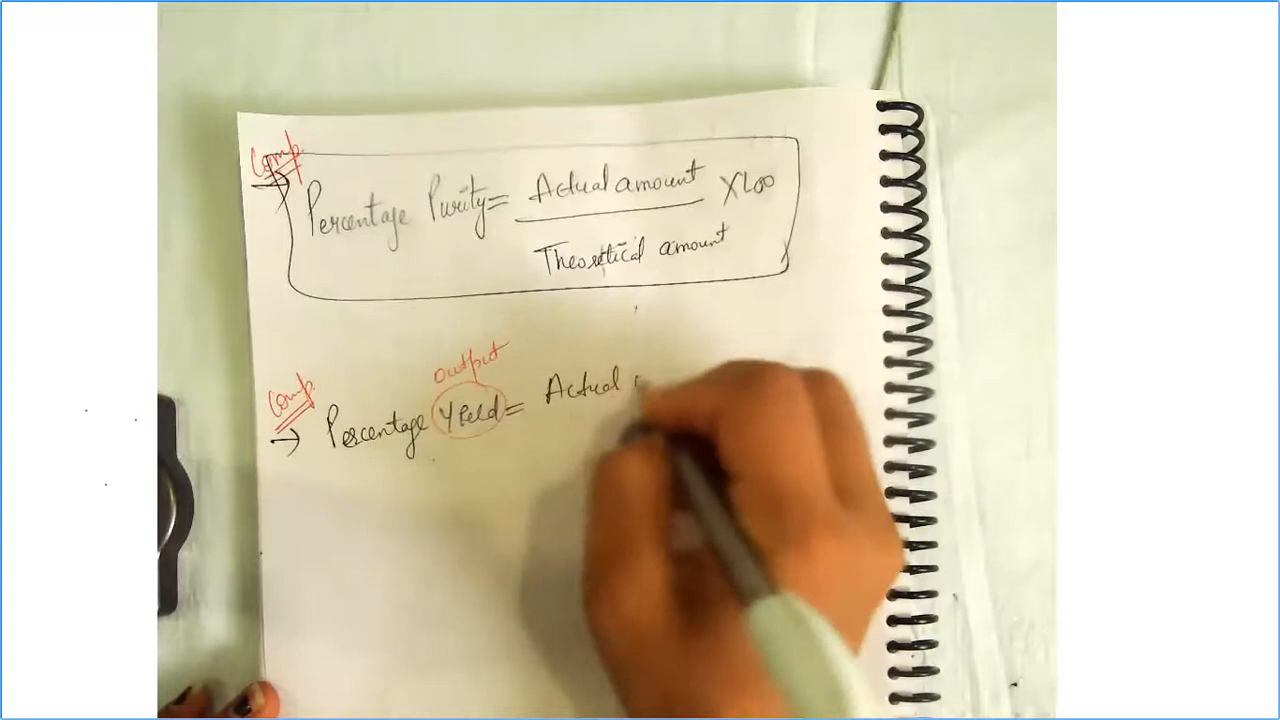 Comp
→ Percentage Purity = Actual amount X100
Theoretical amount
output
Comp
→ Percentage Yield = Actual